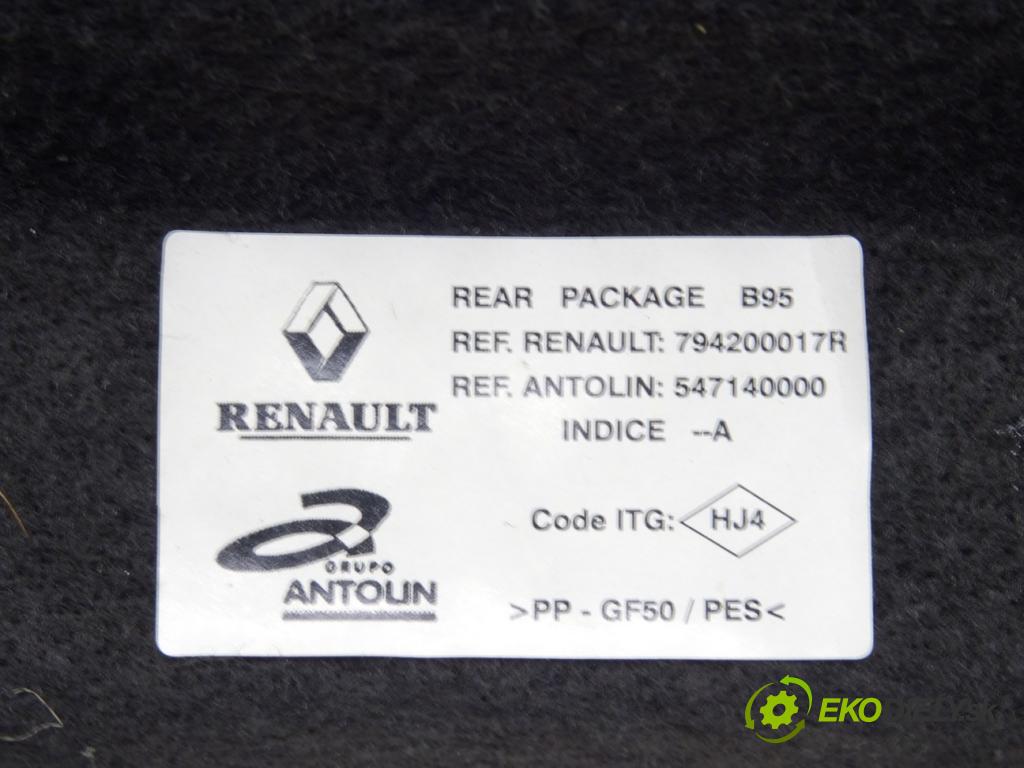 REAR PACKAGE B95
REF. RENAULT: 794200017R
REF. ANTOLIN: 547140000
INDICE --A
RENAULT
Code ITG: HJ4
GRUPO
ANTOLIN
>PP - GF50 / PES<
EKO